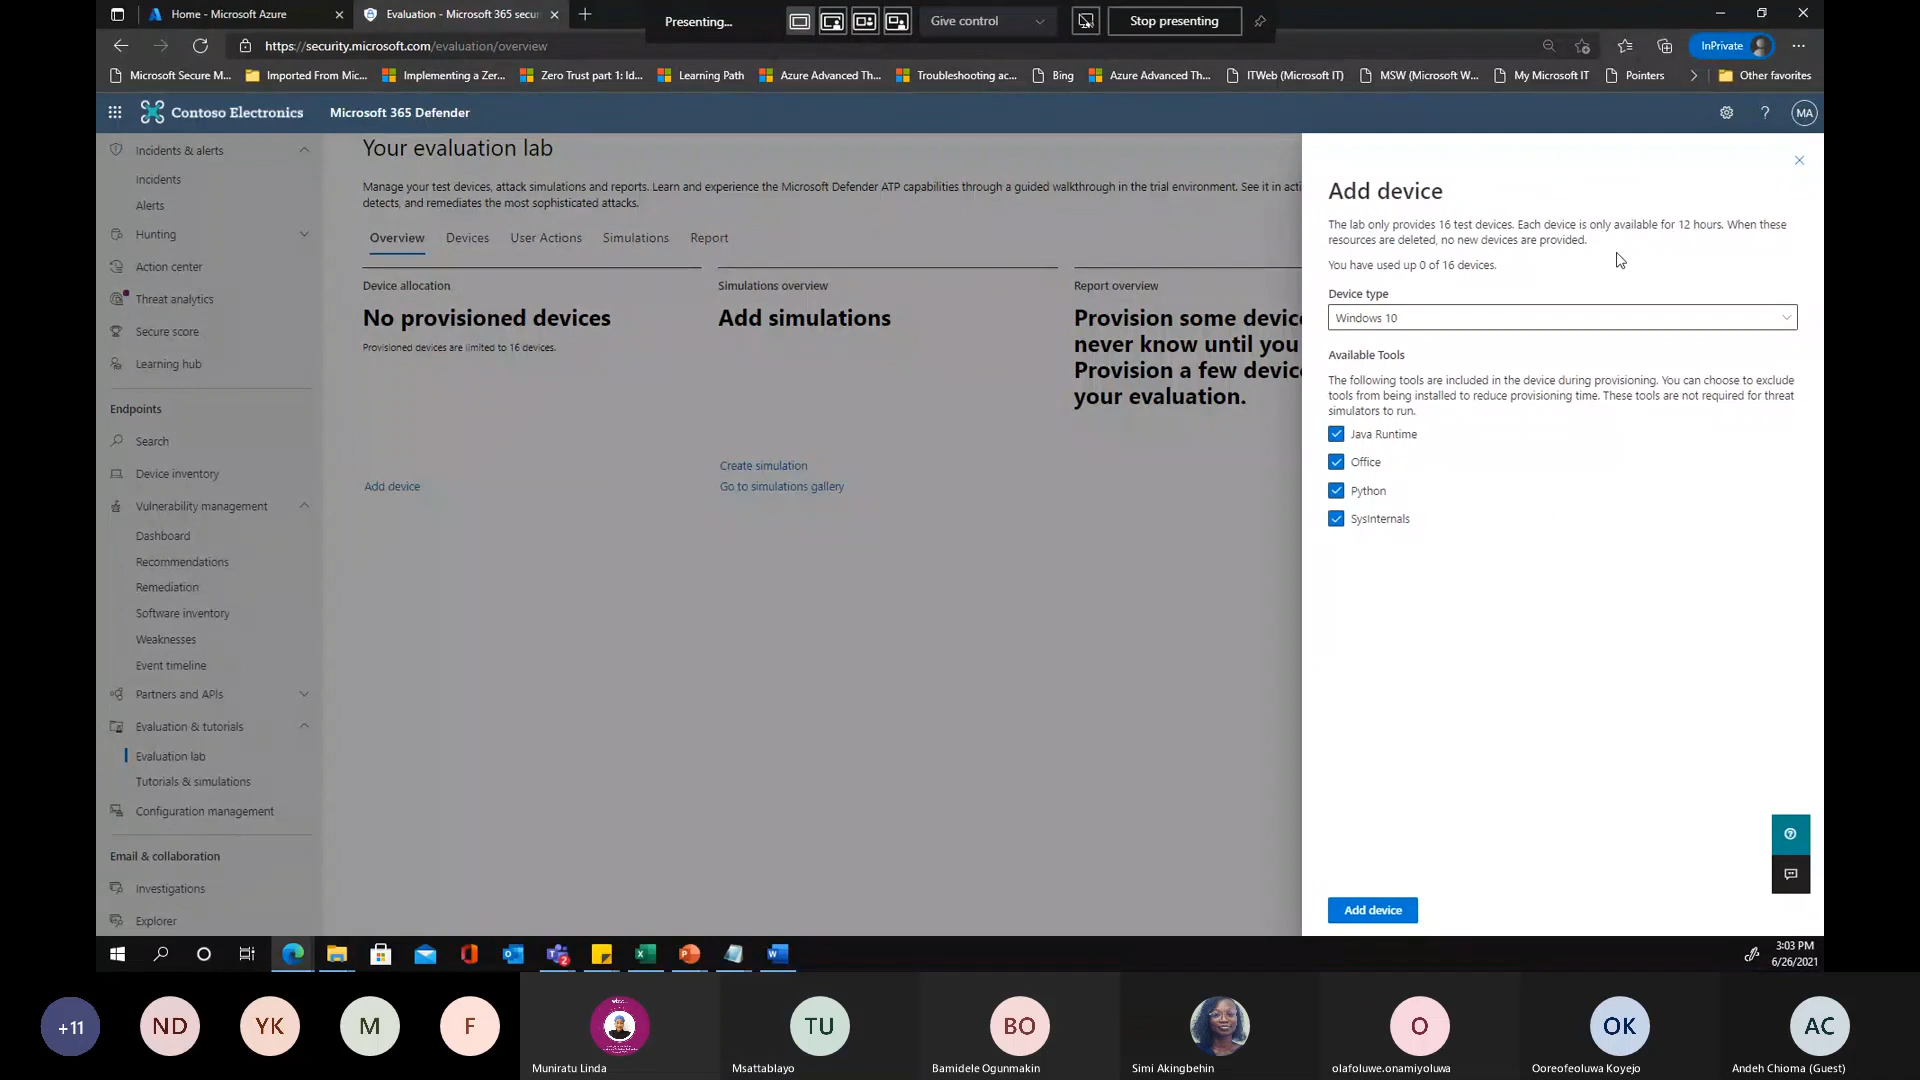 Home - Microsoft Azure
Evaluation - Microsoft 365 secur
Presenting...
Give control
Stop presenting
https://security.microsoft.com/evaluation/overview
InPrivate
Microsoft Secure M...
Imported From Mic...
Implementing a Zer...
Zero Trust part 1: Id...
Learning Path
Azure Advanced Th...
Troubleshooting ac...
Bing
Azure Advanced Th...
ITWeb (Microsoft IT)
MSW (Microsoft W...
My Microsoft IT
Pointers
Other favorites
Contoso Electronics
Microsoft 365 Defender
?
MA
Incidents & alerts
Incidents
Alerts
Hunting
Action center
Threat analytics
Secure score
Learning hub
Endpoints
Search
Device inventory
Vulnerability management
Dashboard
Recommendations
Remediation
Software inventory
Weaknesses
Event timeline
Partners and APIs
Evaluation & tutorials
Evaluation lab
Tutorials & simulations
Configuration management
Email & collaboration
Investigations
Explorer
Your evaluation lab
Manage your test devices, attack simulations and reports. Learn and experience the Microsoft Defender ATP capabilities through a guided walkthrough in the trial environment. See it in acti
detects, and remediates the most sophisticated attacks.
Overview
Devices
User Actions
Simulations
Report
Device allocation
No provisioned devices
Provisioned devices are limited to 16 devices.
Add device
Simulations overview
Add simulations
Create simulation
Go to simulations gallery
Report overview
Provision some device
never know until you
Provision a few device
your evaluation.
Add device
The lab only provides 16 test devices. Each device is only available for 12 hours. When these
resources are deleted, no new devices are provided.
You have used up 0 of 16 devices.
Device type
Windows 10
Available Tools
The following tools are included in the device during provisioning. You can choose to exclude
tools from being installed to reduce provisioning time. These tools are not required for threat
simulators to run.
Java Runtime
Office
Python
SysInternals
Add device
3:03 PM
6/26/2021
+11
ND
YK
M
F
TU
BO
O
OK
AC
Muniratu Linda
Msattablayo
Bamidele Ogunmakin
Simi Akingbehin
olafoluwe.onamiyoluwa
Ooreofeoluwa Koyejo
Andeh Chioma (Guest)